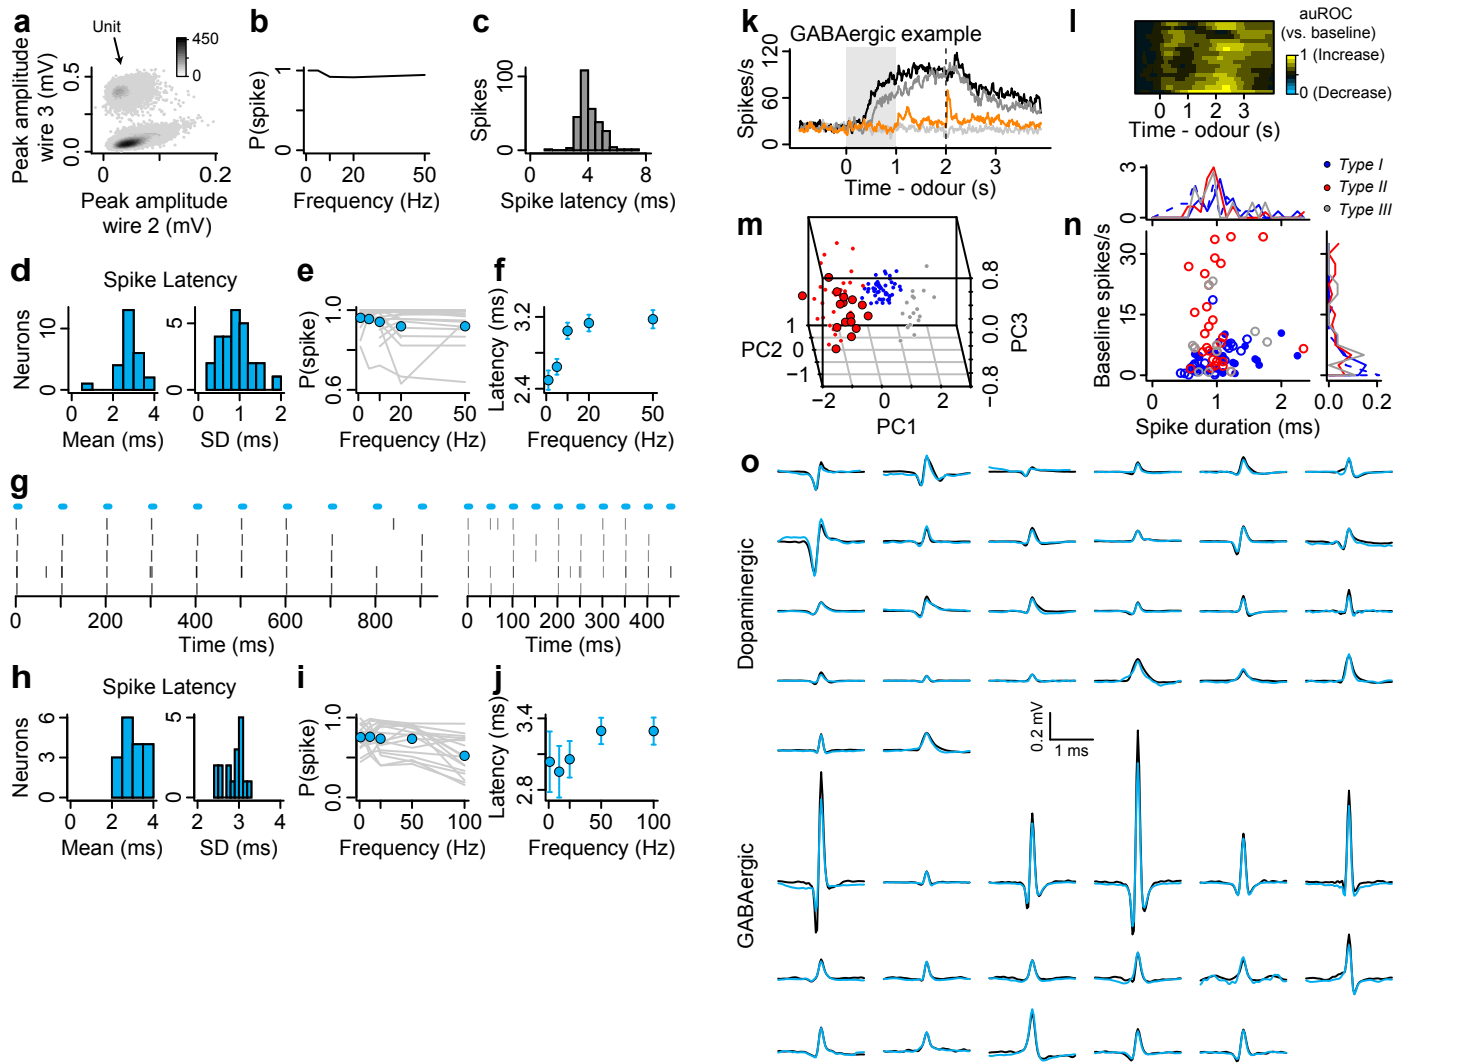 a
Unit
450
0
Peak amplitude
wire 3 (mV)
0.5
0.0
0
0.2
Peak amplitude
wire 2 (mV)
b
P(spike)
1
0
0
20
50
Frequency (Hz)
c
Spikes
100
0
0
4
8
Spike latency (ms)
d
Spike Latency
Neurons
10
0
0
2
4
Mean (ms)
5
0
0
1
2
SD (ms)
e
P(spike)
1.0
0.6
0
20
50
Frequency (Hz)
f
Latency (ms)
3.2
2.4
0
20
50
Frequency (Hz)
g
0
200
400
600
800
Time (ms)
0
100
200
300
400
Time (ms)
h
Spike Latency
Neurons
6
3
0
0
2
4
Mean (ms)
5
0
2
3
4
SD (ms)
i
P(spike)
1.0
0.0
0
50
100
Frequency (Hz)
j
Latency (ms)
3.4
2.8
0
50
100
Frequency (Hz)
k
GABAergic example
Spikes/s
120
60
0
0
1
2
3
Time - odour (s)
l
auROC
(vs. baseline)
1 (Increase)
0 (Decrease)
0
1
2
3
Time - odour (s)
m
PC2
1
0
−1
−2
0
2
PC1
0.8
0.0
−0.8
PC3
n
3
0
Type I
Type II
Type III
Baseline spikes/s
30
15
0
0
1
2
Spike duration (ms)
0.0
0.2
o
Dopaminergic
0.2 mV
1 ms
GABAergic